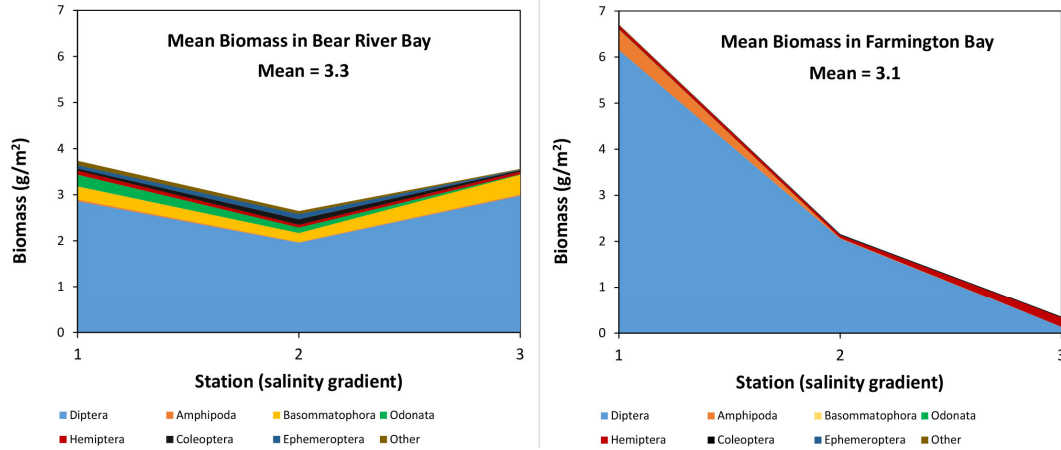 Mean Biomass in Bear River Bay
Mean = 3.3
7
6
5
4
3
2
1
0
Biomass (g/m²)
1 2 3
Station (salinity gradient)
Diptera Amphipoda Basommatophora Odonata
Hemiptera Coleoptera Ephemeroptera Other
Mean Biomass in Farmington Bay
Mean = 3.1
7
6
5
4
3
2
1
0
Biomass (g/m²)
1 2 3
Station (salinity gradient)
Diptera Amphipoda Basommatophora Odonata
Hemiptera Coleoptera Ephemeroptera Other